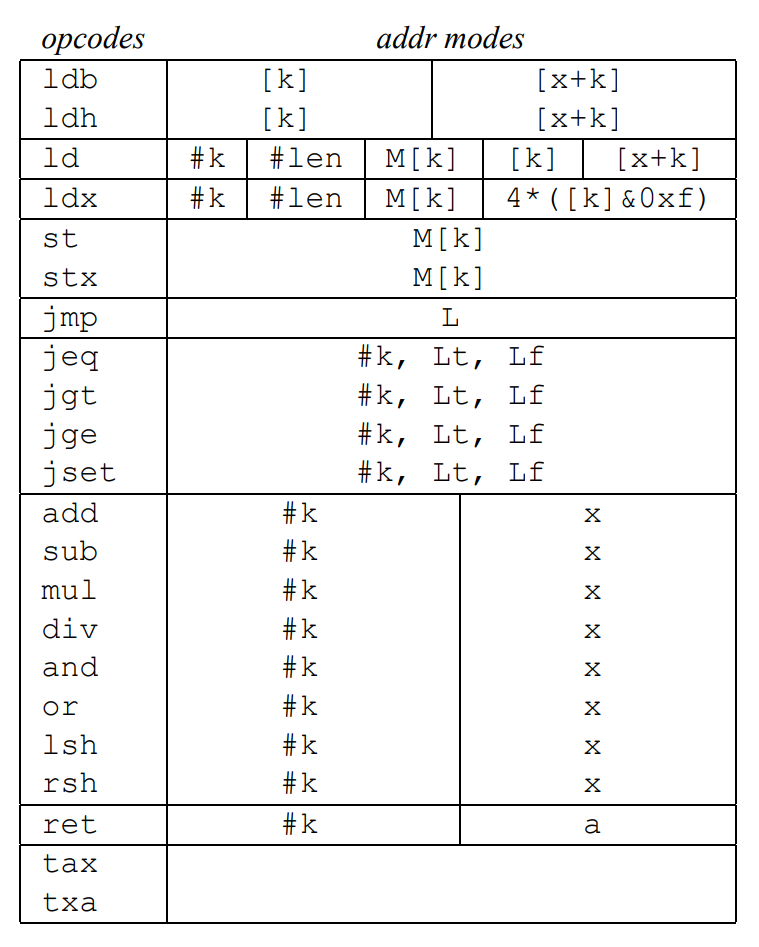 opcodes addr modes
ldb [k] [x+k]
ldh [k] [x+k]
ld #k #len M[k] [k] [x+k]
ldx #k #len M[k] 4*([k]&0xf)
st M[k]
stx M[k]
jmp L
jeq #k, Lt, Lf
jgt #k, Lt, Lf
jge #k, Lt, Lf
jset #k, Lt, Lf
add #k x
sub #k x
mul #k x
div #k x
and #k x
or #k x
lsh #k x
rsh #k x
ret #k a
tax
txa